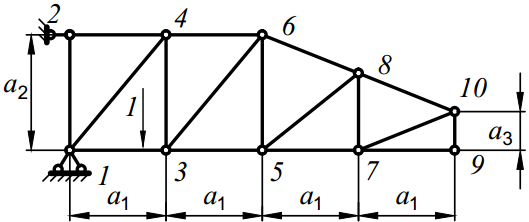 2 4 6
8
10
a₂ 1 a₃
1 3 5 7 9
a₁ a₁ a₁ a₁